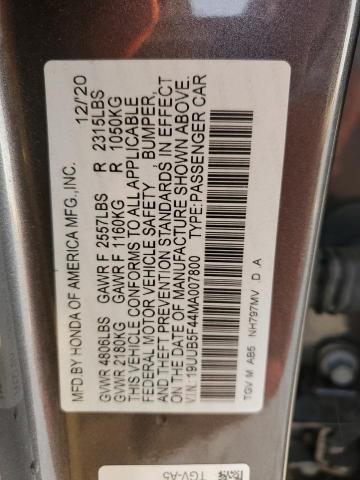 MFD. BY HONDA OF AMERICA MFG.,INC. 12/'20
GVWR 4806LBS GAWR F 2557LBS R 2315LBS
GVWR 2180KG GAWR F 1160KG R 1050KG
THIS VEHICLE CONFORMS TO ALL APPLICABLE
FEDERAL MOTOR VEHICLE SAFETY, BUMPER,
AND THEFT PREVENTION STANDARDS IN EFFECT
ON THE DATE OF MANUFACTURE SHOWN ABOVE.
V.I.N.: 19UUB5F44MA007800 TYPE:PASSENGER CAR
TGV M AB5 NH797MV . D A
TGV-A5